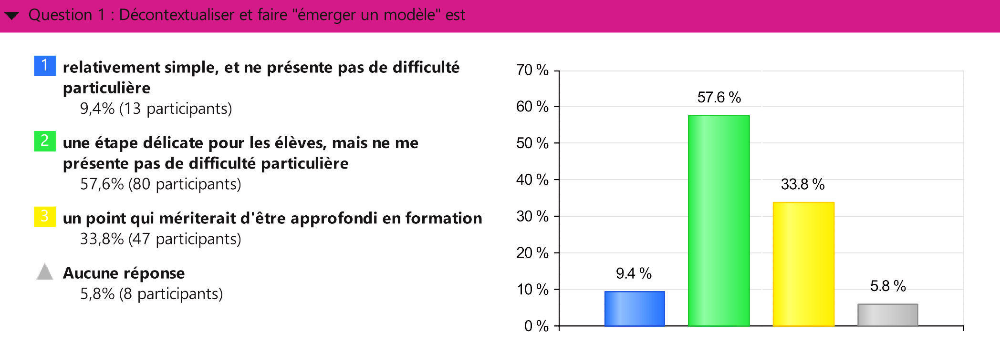 Question 1 : Décontextualiser et faire "émerger un modèle" est
1 relativement simple, et ne présente pas de difficulté
particulière
9,4% (13 participants)
2 une étape délicate pour les élèves, mais ne me
présente pas de difficulté particulière
57,6% (80 participants)
3 un point qui mériterait d'être approfondi en formation
33,8% (47 participants)
Aucune réponse
5,8% (8 participants)
70 %
60 %
50 %
40 %
30 %
20 %
10 %
0 %
9.4 %
57.6 %
33.8 %
5.8 %